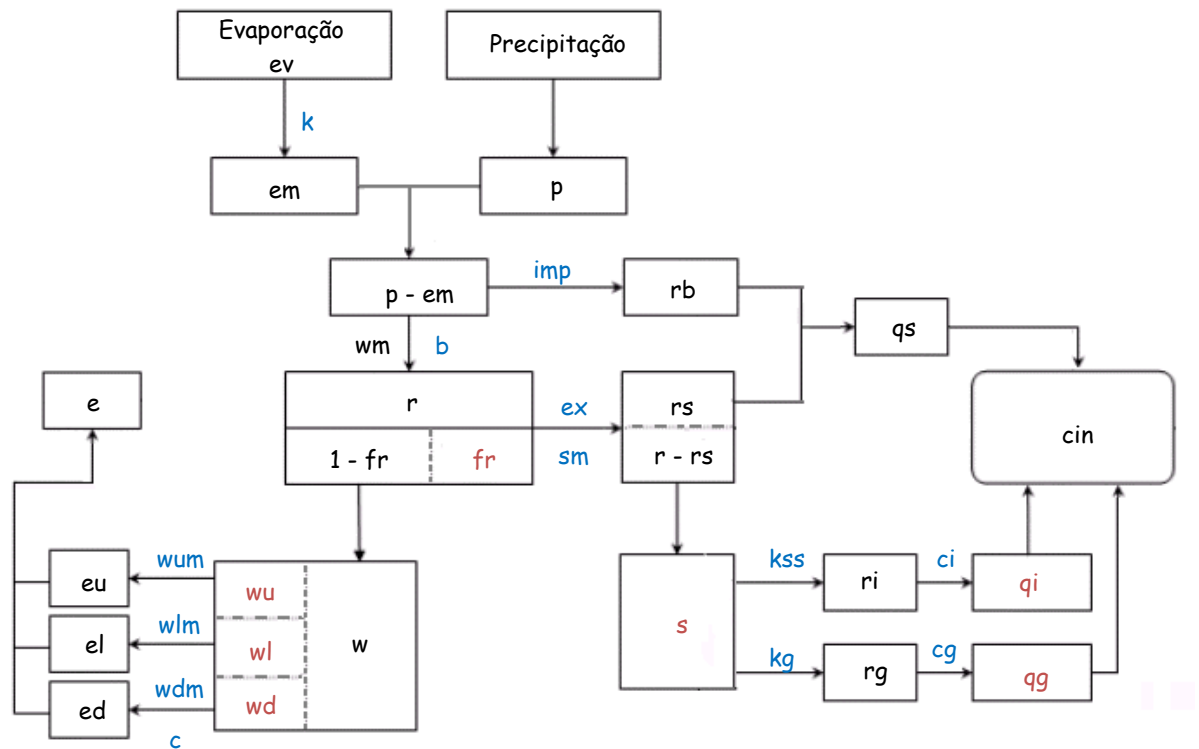 Evaporação
ev
Precipitação
k
em
p
p - em
imp
rb
qs
wm
b
e
r
ex
rs
cin
1 - fr
fr
sm
r - rs
wum
eu
wu
kss
ri
ci
qi
wlm
el
wl
w
s
wdm
ed
wd
c
kg
rg
cg
qg